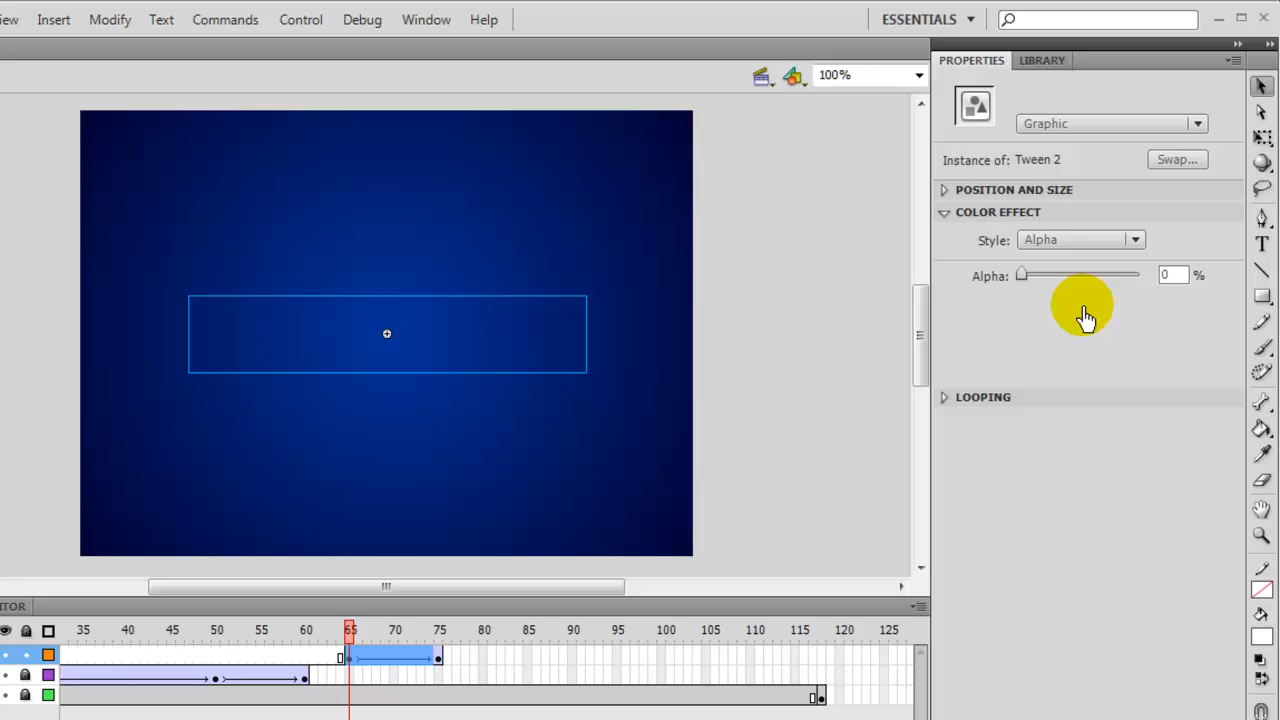 iew Insert Modify Text Commands Control Debug Window Help ESSENTIALS
PROPERTIES LIBRARY
100%
Graphic
Instance of: Tween 2 Swap...
POSITION AND SIZE
COLOR EFFECT
Style: Alpha
Alpha: 0 %
LOOPING
ITOR
35 40 45 50 55 60 65 70 75 80 85 90 95 100 105 110 115 120 125